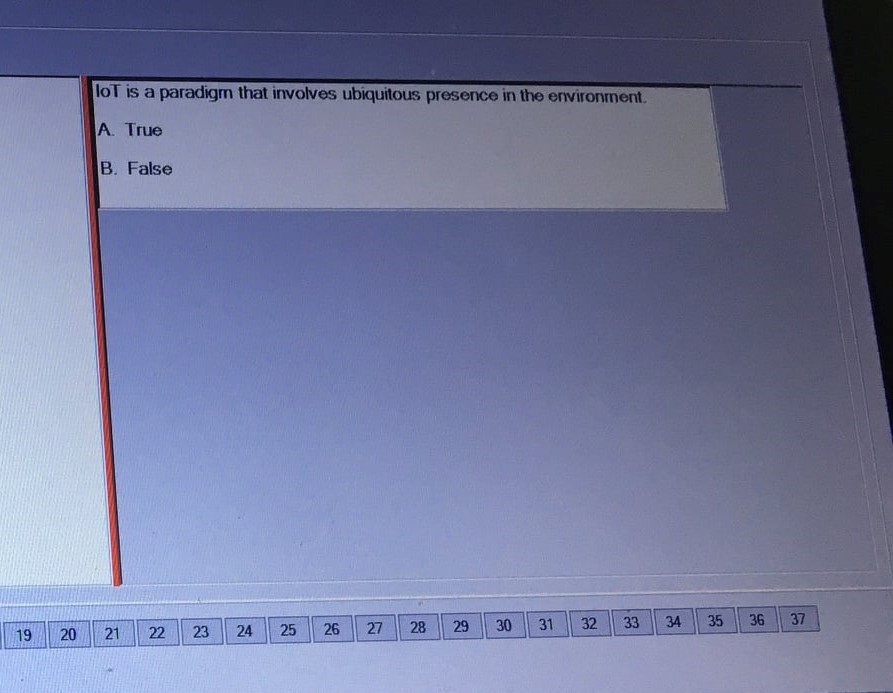 IoT is a paradigm that involves ubiquitous presence in the environment.
A. True
B. False
19 20 21 22 23 24 25 26 27 28 29 30 31 32 33 34 35 36 37